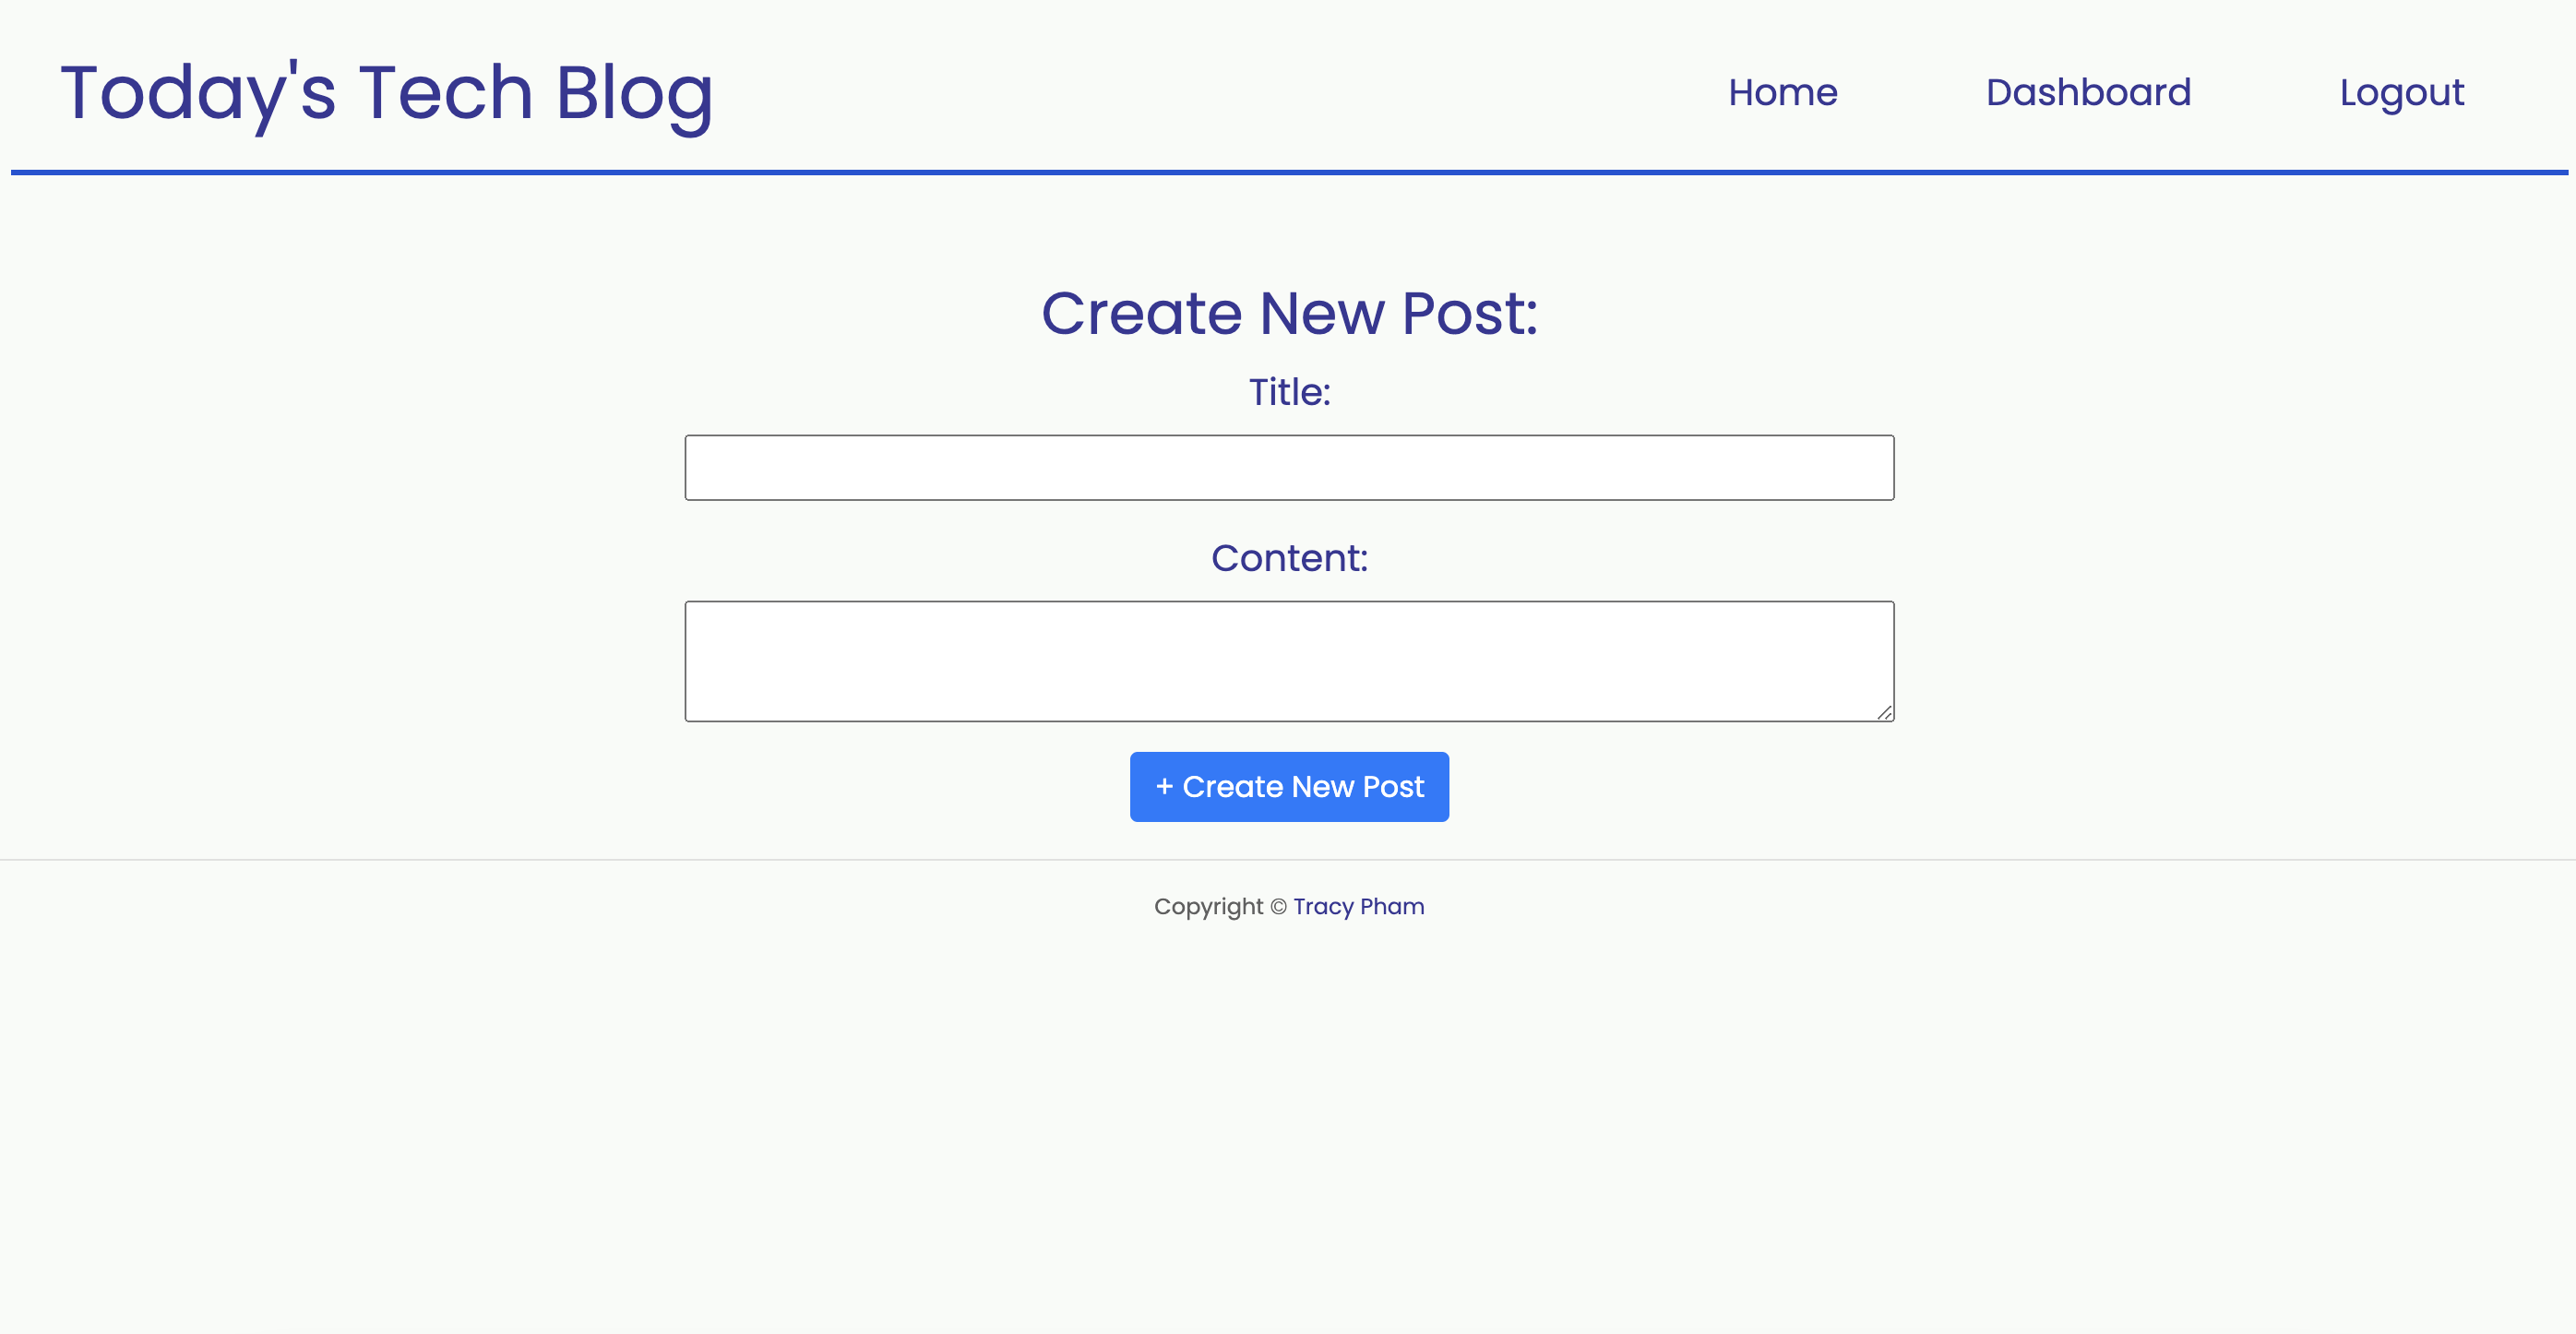 Today's Tech Blog
Home Dashboard Logout
Create New Post:
Title:
Content:
+ Create New Post
Copyright © Tracy Pham